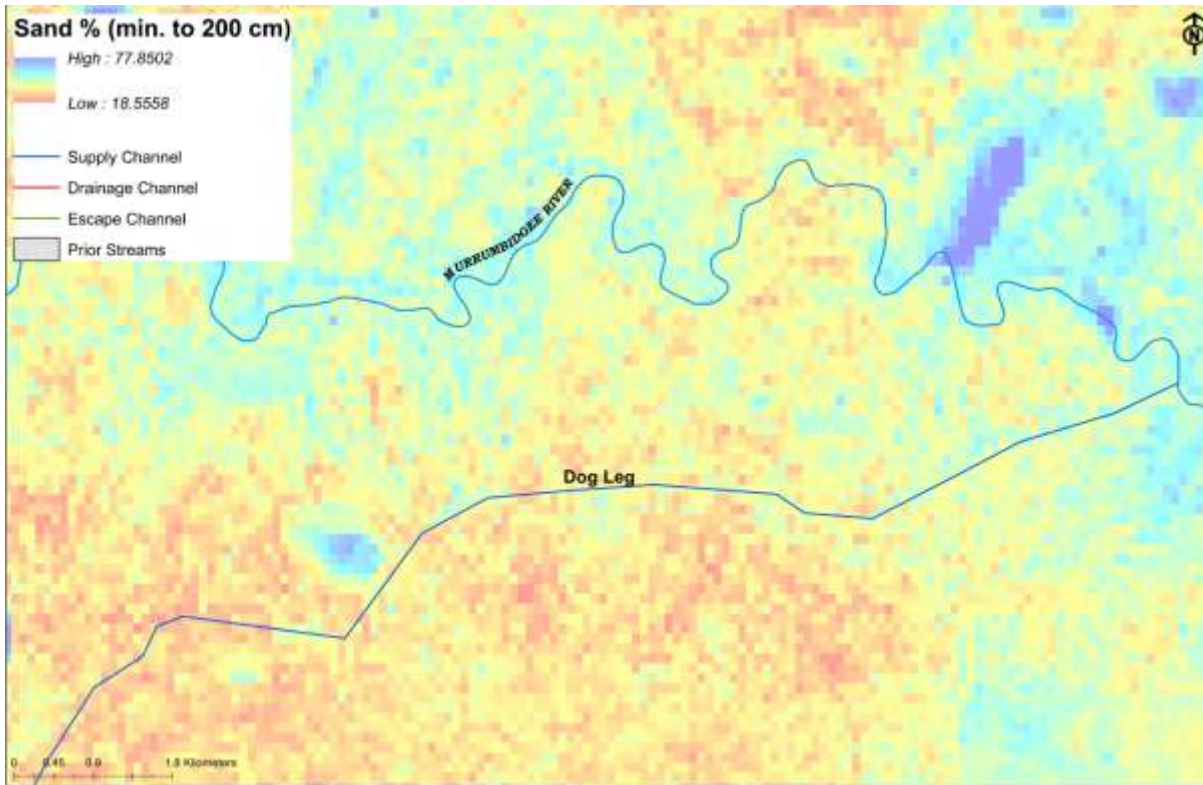 Sand % (min. to 200 cm)
High : 77.8502
Low : 18.5558
Supply Channel
Drainage Channel
Escape Channel
Prior Streams
N
MURRUMBIDGEE RIVER
Dog Leg
0 0.45 0.9 1.8 Kilometers